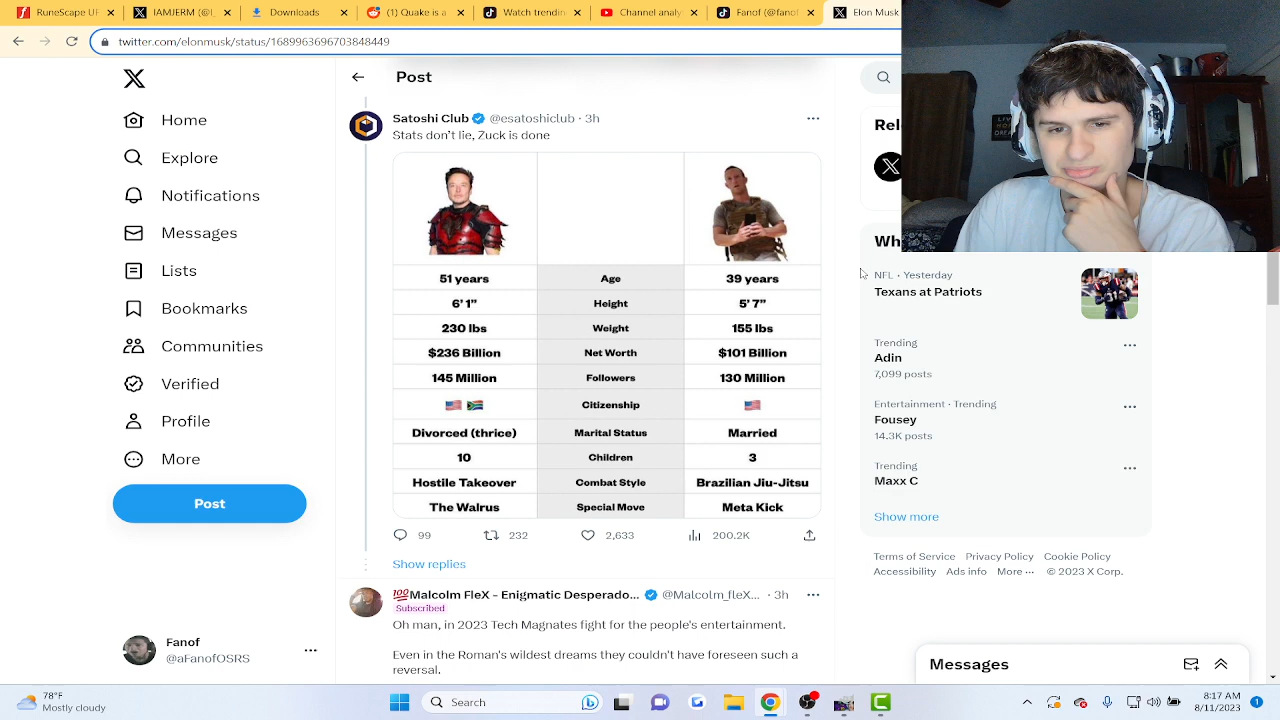 RuneScape UF
IAMJERM (@l_
Downloads
Match Tending
Channel analy
Fanof (@fanof
Elon Musk
twitter.com/elonmusk/status/1689963696703848449
Post
Home
Explore
Notifications
Messages
Lists
Bookmarks
Communities
Verified
Profile
More
Post
Fanof
@aFanofOSRS
Satoshi Club @esatoshiclub · 3h
Stats don't lie, Zuck is done
51 years Age 39 years
6' 1" Height 5' 7"
230 lbs Weight 155 lbs
$236 Billion Net Worth $101 Billion
145 Million Followers 130 Million
Citizenship
Divorced (thrice) Marital Status Married
10 Children 3
Hostile Takeover Combat Style Brazilian Jiu-Jitsu
The Walrus Special Move Meta Kick
99 232 2,633 200.2K
Show replies
💯Malcolm FleX - Enigmatic Desperado... @Malcolm_fleX... · 3h
Subscribed
Oh man, in 2023 Tech Magnates fight for the people's entertainment.
Even in the Roman's wildest dreams they couldn't have foreseen such a
reversal.
Rel
LIVE
Wh
NFL · Yesterday
Texans at Patriots
Trending
Adin
7,099 posts
Entertainment · Trending
Fousey
14.3K posts
Trending
Maxx C
Show more
Terms of Service Privacy Policy Cookie Policy
Accessibility Ads info More ··· © 2023 X Corp.
Messages
78°F
Mostly cloudy
Search
8:17 AM
8/11/2023
1